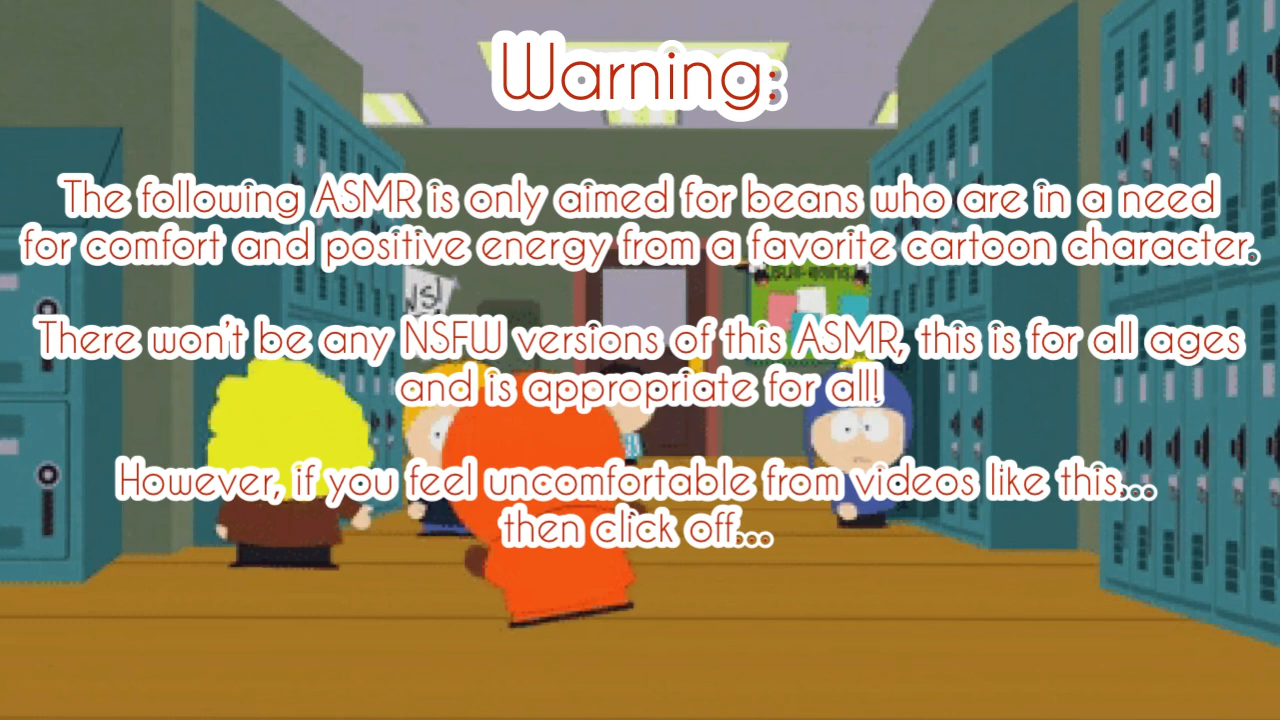 Warning:
The following ASMR is only aimed for beans who are in a need
for comfort and positive energy from a favorite cartoon character.
There won't be any NSFW versions of this ASMR, this is for all ages
and is appropriate for all!
However, if you feel uncomfortable from videos like this...
then click off...